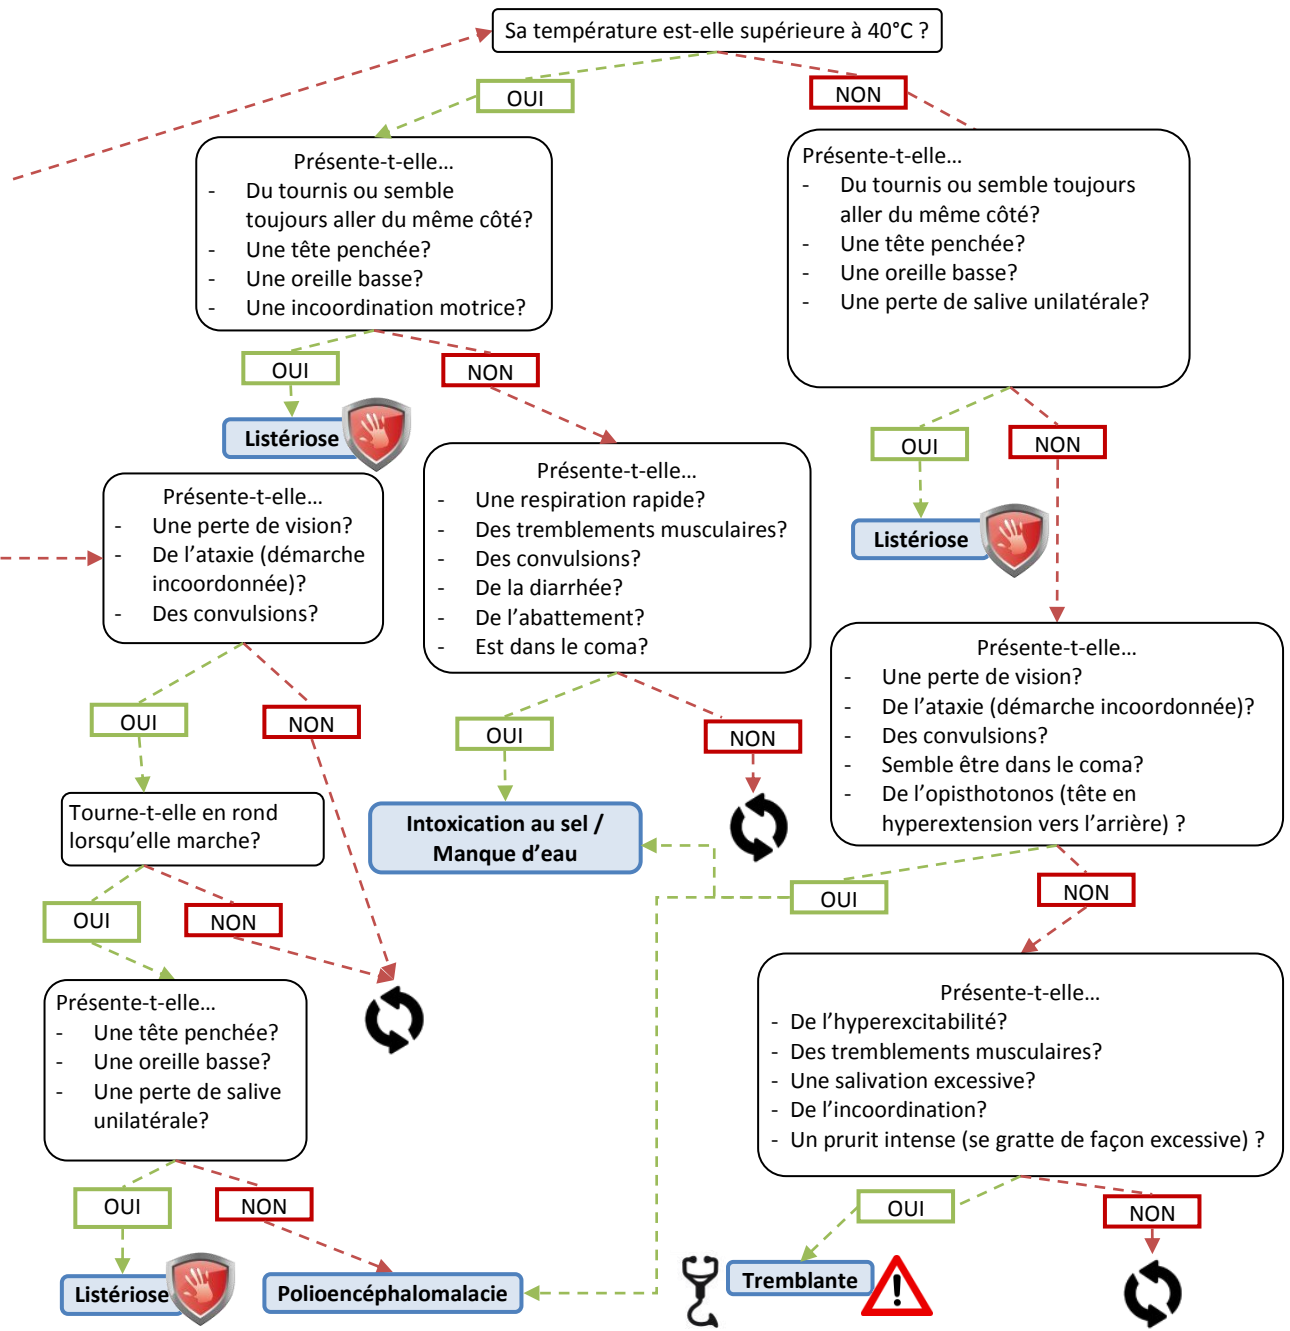 Sa température est-elle supérieure à 40°C ?
OUI
NON
Présente-t-elle…
- Du tournis ou semble
toujours aller du même côté?
- Une tête penchée?
- Une oreille basse?
- Une incoordination motrice?
Présente-t-elle…
- Du tournis ou semble toujours
aller du même côté?
- Une tête penchée?
- Une oreille basse?
- Une perte de salive unilatérale?
OUI
NON
Listériose
OUI
NON
Listériose
Présente-t-elle…
- Une perte de vision?
- De l’ataxie (démarche
incoordonnée)?
- Des convulsions?
Présente-t-elle…
- Une respiration rapide?
- Des tremblements musculaires?
- Des convulsions?
- De la diarrhée?
- De l’abattement?
- Est dans le coma?
Présente-t-elle…
- Une perte de vision?
- De l’ataxie (démarche incoordonnée)?
- Des convulsions?
- Semble être dans le coma?
- De l’opisthotonos (tête en
hyperextension vers l’arrière) ?
OUI
NON
OUI
NON
Tourne-t-elle en rond
lorsqu’elle marche?
Intoxication au sel /
Manque d’eau
OUI
NON
OUI
NON
Présente-t-elle…
- Une tête penchée?
- Une oreille basse?
- Une perte de salive
unilatérale?
Présente-t-elle…
- De l’hyperexcitabilité?
- Des tremblements musculaires?
- Une salivation excessive?
- De l’incoordination?
- Un prurit intense (se gratte de façon excessive) ?
OUI
NON
OUI
NON
Listériose
Polioencéphalomalacie
Tremblante